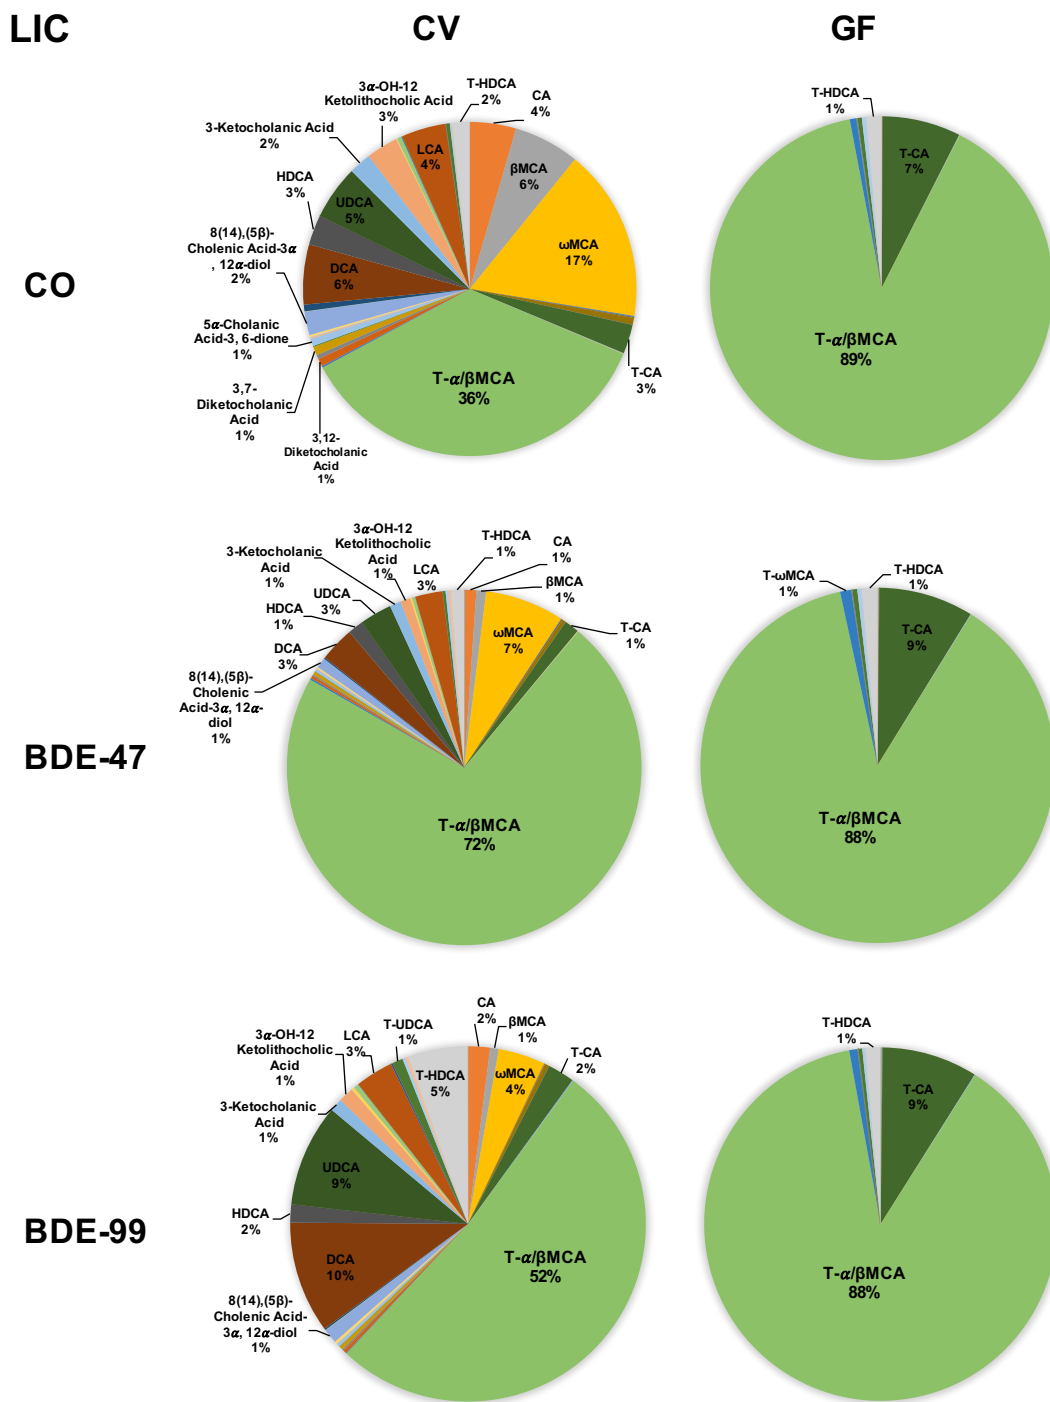 LIC
CV
GF
CO
3α-OH-12
Ketolithocholic Acid
3%
T-HDCA
2%
CA
4%
3-Ketocholanic Acid
2%
LCA
4%
βMCA
6%
HDCA
3%
UDCA
5%
8(14),(5β)-
Cholenic Acid-3α
, 12α-diol
2%
DCA
6%
ωMCA
17%
5α-Cholanic
Acid-3, 6-dione
1%
3,7-
Diketocholanic
Acid
1%
3,12-
Diketocholanic
Acid
1%
T-α/βMCA
36%
T-CA
3%
T-HDCA
1%
T-CA
7%
T-α/βMCA
89%
BDE-47
3α-OH-12
Ketolithocholic
Acid
1%
T-HDCA
1%
CA
1%
3-Ketocholanic
Acid
1%
LCA
3%
βMCA
1%
UDCA
3%
HDCA
1%
ωMCA
7%
T-CA
1%
DCA
3%
8(14),(5β)-
Cholenic
Acid-3α, 12α-
diol
1%
T-α/βMCA
72%
T-ωMCA
1%
T-HDCA
1%
T-CA
9%
T-α/βMCA
88%
BDE-99
3α-OH-12
Ketolithocholic
Acid
1%
LCA
3%
T-UDCA
1%
CA
2%
βMCA
1%
T-HDCA
5%
ωMCA
4%
T-CA
2%
3-Ketocholanic
Acid
1%
UDCA
9%
HDCA
2%
DCA
10%
8(14),(5β)-
Cholenic Acid-
3α, 12α-diol
1%
T-α/βMCA
52%
T-HDCA
1%
T-CA
9%
T-α/βMCA
88%